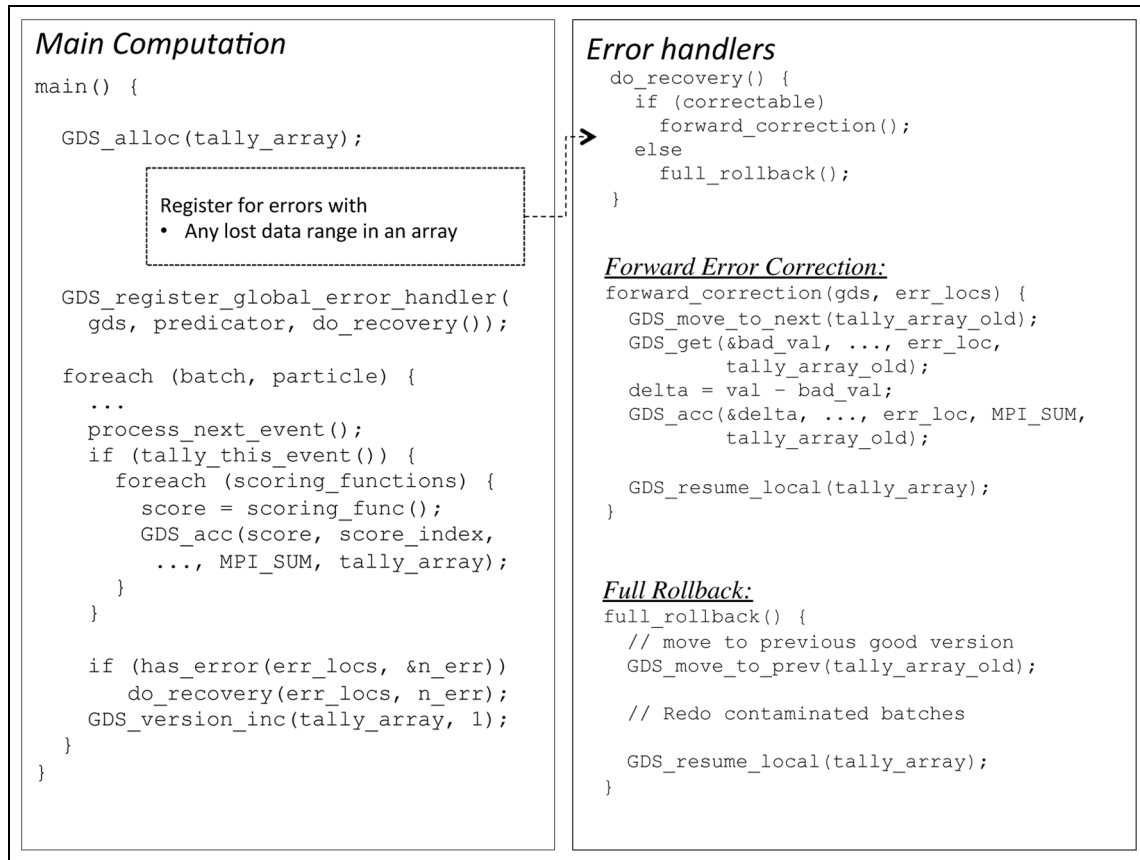 Main Computation
main() {
GDS_alloc(tally_array);
Register for errors with
• Any lost data range in an array
GDS_register_global_error_handler(
gds, predicator, do_recovery());
foreach (batch, particle) {
...
process_next_event();
if (tally_this_event()) {
foreach (scoring_functions) {
score = scoring_func();
GDS_acc(score, score_index,
..., MPI_SUM, tally_array);
}
}
if (has_error(err_locs, &n_err))
do_recovery(err_locs, n_err);
GDS_version_inc(tally_array, 1);
}
}
Error handlers
do_recovery() {
if (correctable)
forward_correction();
else
full_rollback();
}
Forward Error Correction:
forward_correction(gds, err_locs) {
GDS_move_to_next(tally_array_old);
GDS_get(&bad_val, ..., err_loc,
tally_array_old);
delta = val – bad_val;
GDS_acc(&delta, ..., err_loc, MPI_SUM,
tally_array_old);
GDS_resume_local(tally_array);
}
Full Rollback:
full_rollback() {
// move to previous good version
GDS_move_to_prev(tally_array_old);
// Redo contaminated batches
GDS_resume_local(tally_array);
}